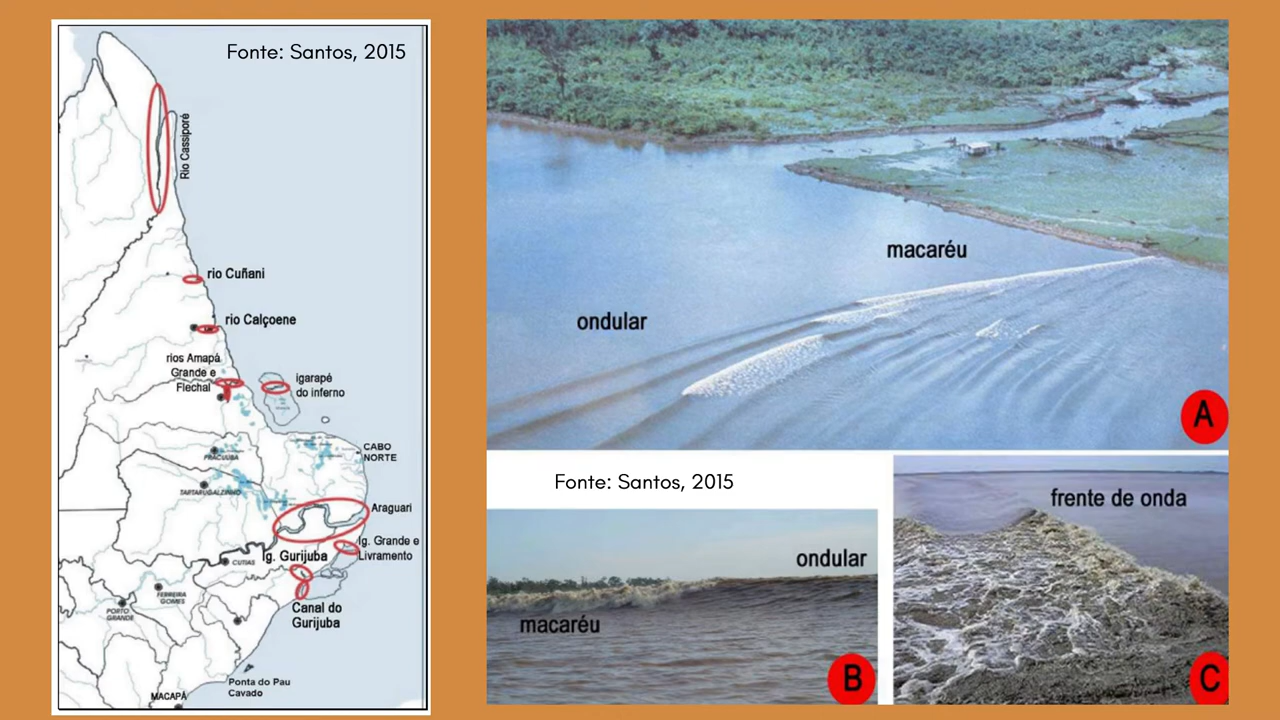 Fonte: Santos, 2015
Rio Cassiporé
rio Cuñani
rio Calçoene
rios Amapá
Grande e
Flechal
igarapé
do inferno
CABO
NORTE
PRACUUBA
TARTARUGALZINHO
Araguari
Ig. Grande e
Livramento
Ig. Gurijuba
CUTIAS
FERREIRA
GOMES
PORTO
GRANDE
Canal do
Gurijuba
Ponta do Pau
Cavado
MACAPÁ
macaréu
ondular
A
Fonte: Santos, 2015
ondular
macaréu
B
frente de onda
C